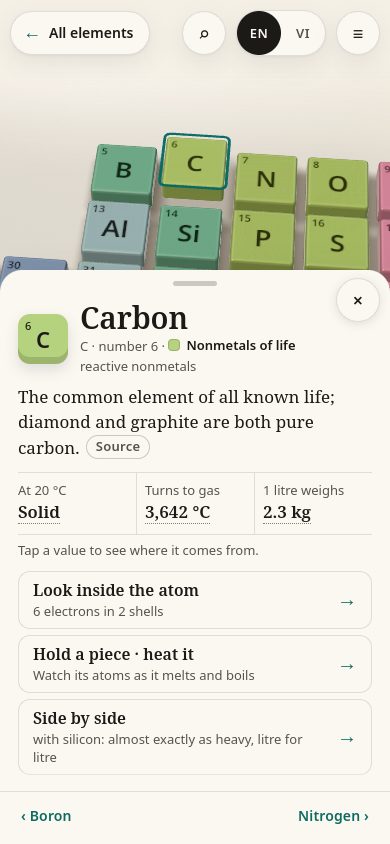 ← All elements
⌕
EN
VI
≡
5
B
6
C
7
N
8
O
9
13
Al
14
Si
15
P
16
S
30
31
×
6
C
Carbon
C · number 6 · Nonmetals of life
reactive nonmetals
The common element of all known life;
diamond and graphite are both pure
carbon. Source
At 20 °C
Solid
Turns to gas
3,642 °C
1 litre weighs
2.3 kg
Tap a value to see where it comes from.
Look inside the atom
6 electrons in 2 shells
→
Hold a piece · heat it
Watch its atoms as it melts and boils
→
Side by side
with silicon: almost exactly as heavy, litre for
litre
→
‹ Boron
Nitrogen ›